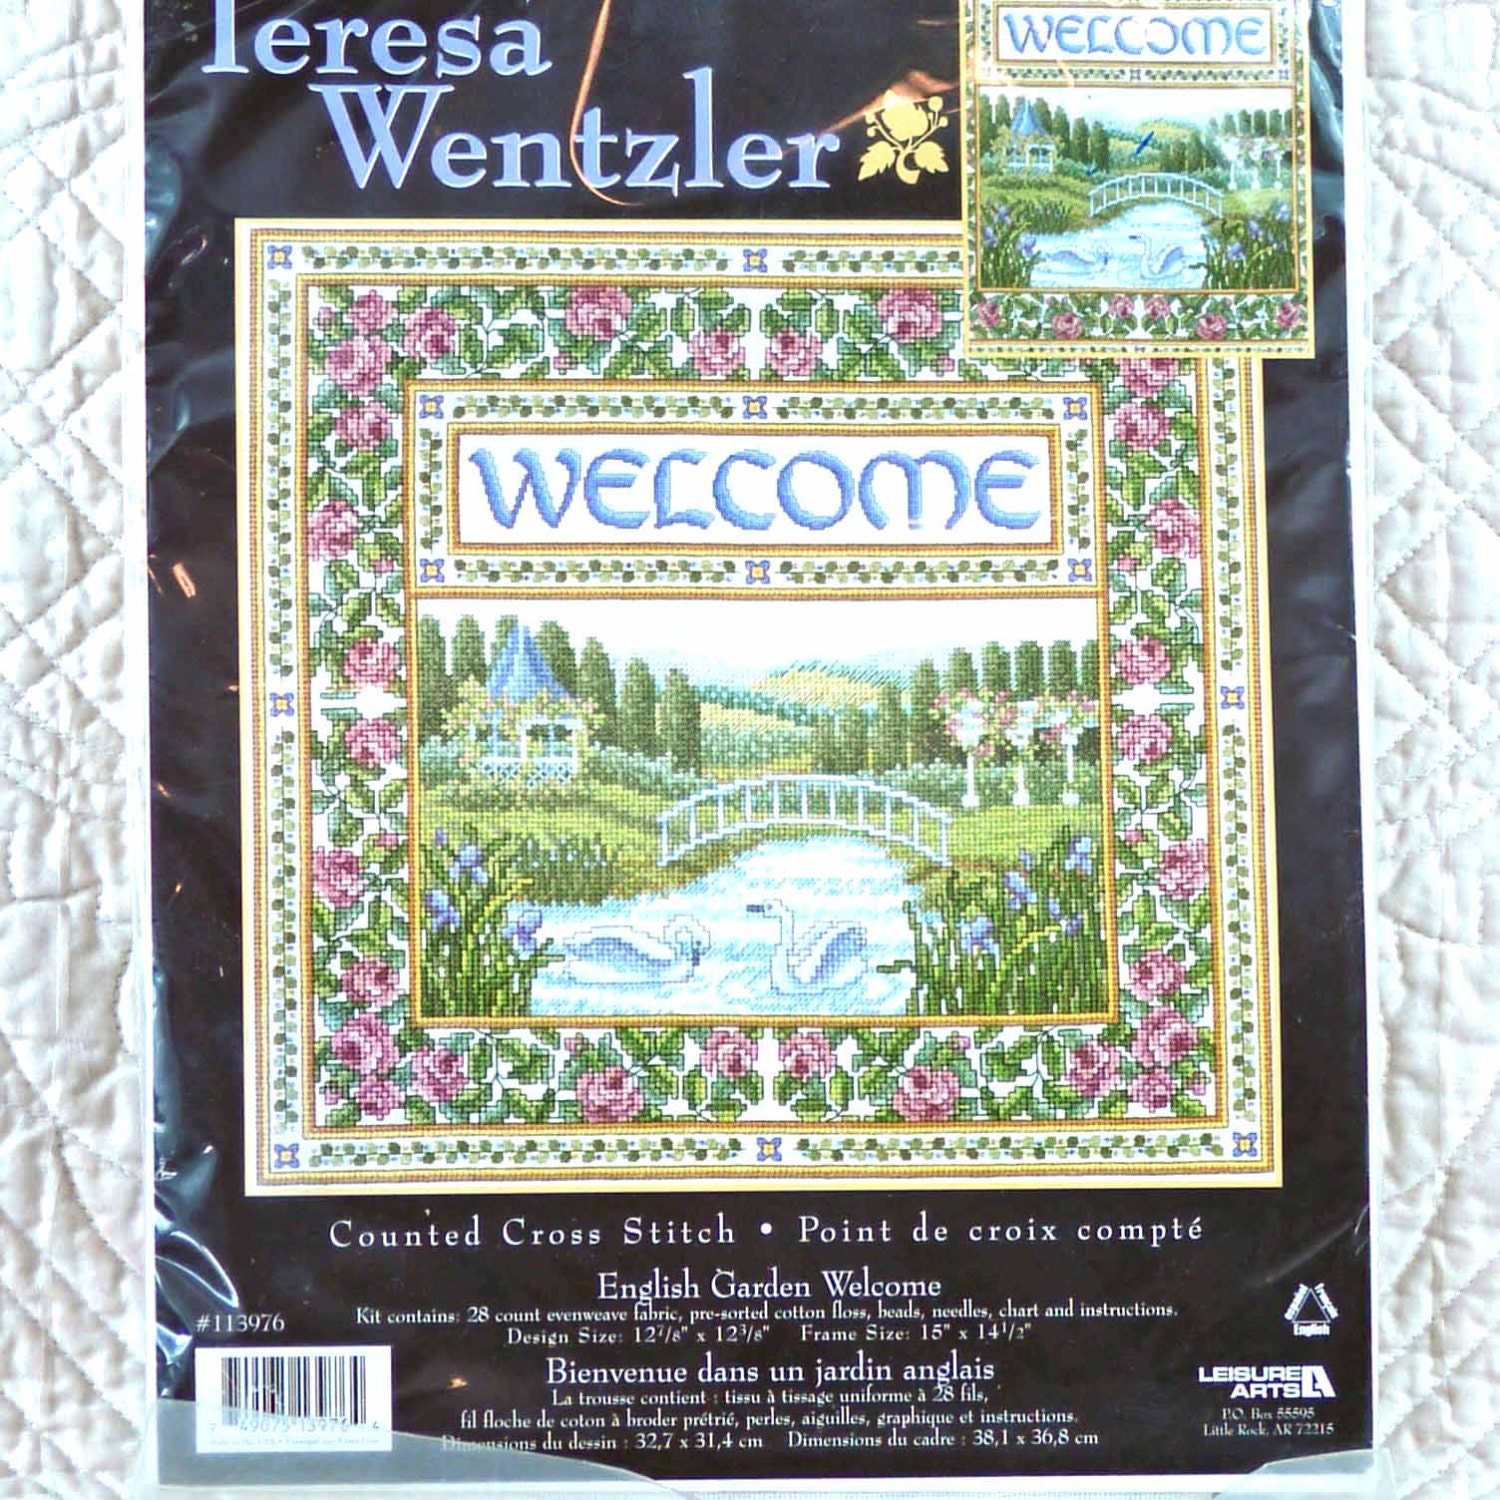 Teresa
Wentzler
WELCOME
WELCOME
Counted Cross Stitch • Point de croix compté
English Garden Welcome
#113976
Kit contains: 28 count evenweave fabric, pre-sorted cotton floss, beads, needles, chart and instructions.
Design Size: 12⁷/₈" x 12³/₈" Frame Size: 15" x 14¹/₂"
English
Bienvenue dans un jardin anglais
La trousse contient : tissu à tissage uniforme à 28 fils,
fil floche de coton à broder prétrié, perles, aiguilles, graphique et instructions.
Dimensions du dessin : 32,7 x 31,4 cm Dimensions du cadre : 38,1 x 36,8 cm
LEISURE
ARTS
P.O. Box 55595
Little Rock, AR 72215